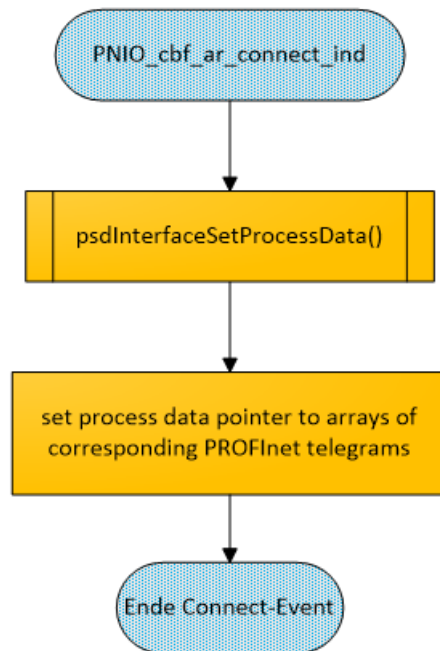 PNIO_cbf_ar_connect_ind
psdInterfaceSetProcessData()
set process data pointer to arrays of
corresponding PROFInet telegrams
Ende Connect-Event